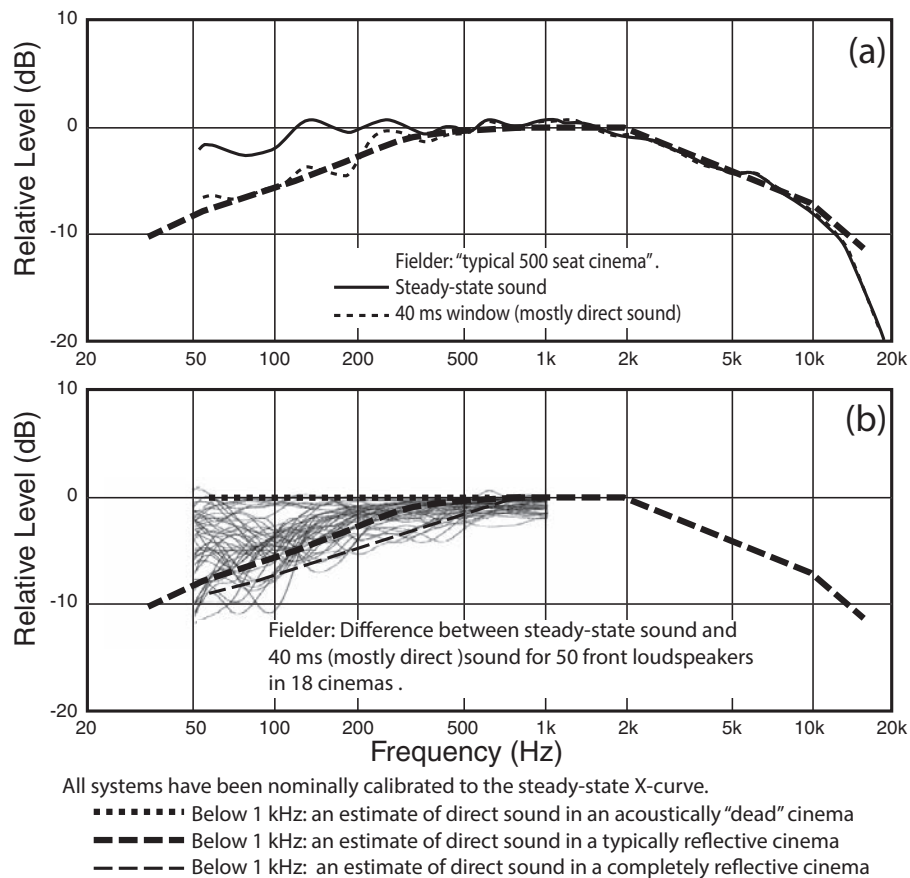 10
0
-10
-20
Relative Level (dB)
(a)
Fielder: “typical 500 seat cinema” .
Steady-state sound
40 ms window (mostly direct sound)
20 50 100 200 500 1k 2k 5k 10k 20k
10
0
-10
-20
Relative Level (dB)
(b)
Fielder: Difference between steady-state sound and
40 ms (mostly direct )sound for 50 front loudspeakers
in 18 cinemas .
20 50 100 200 500 1k 2k 5k 10k 20k
Frequency (Hz)
All systems have been nominally calibrated to the steady-state X-curve.
Below 1 kHz: an estimate of direct sound in an acoustically “dead” cinema
Below 1 kHz: an estimate of direct sound in a typically reflective cinema
Below 1 kHz: an estimate of direct sound in a completely reflective cinema